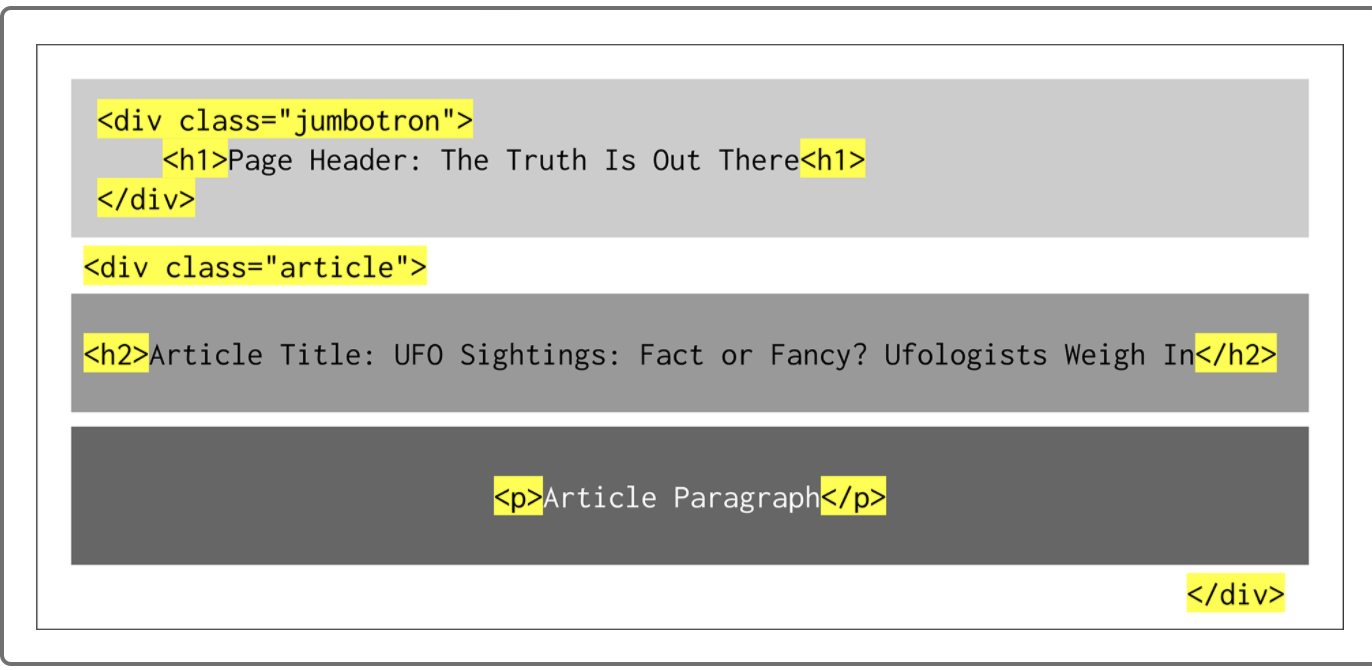 <div class="jumbotron">
<h1>Page Header: The Truth Is Out There<h1>
</div>
<div class="article">
<h2>Article Title: UFO Sightings: Fact or Fancy? Ufologists Weigh In</h2>
<p>Article Paragraph</p>
</div>